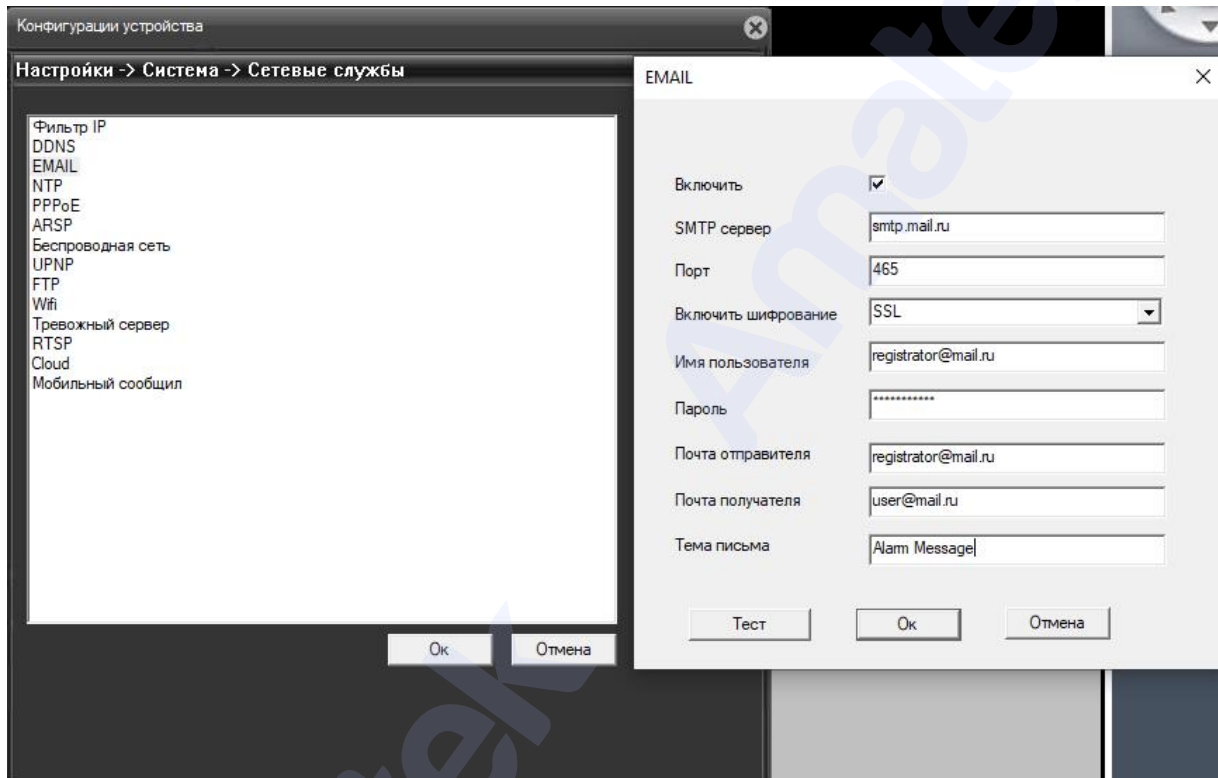 Конфигурации устройства
Настройки -> Система -> Сетевые службы
Фильтр IP
DDNS
EMAIL
NTP
PPPoE
ARSP
Беспроводная сеть
UPNP
FTP
Wifi
Тревожный сервер
RTSP
Cloud
Мобильный сообщил
Ок
Отмена
EMAIL
Включить
SMTP сервер
smtp.mail.ru
Порт
465
Включить шифрование
SSL
Имя пользователя
registrator@mail.ru
Пароль
***********
Почта отправителя
registrator@mail.ru
Почта получателя
user@mail.ru
Тема письма
Alarm Message
Тест
Ок
Отмена